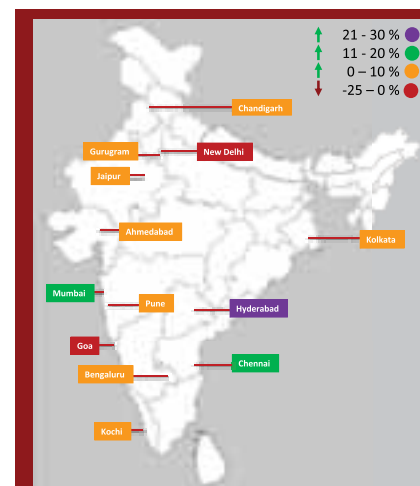 21 - 30 %
11 - 20 %
0 – 10 %
-25 – 0 %
Chandigarh
Gurugram
New Delhi
Jaipur
Ahmedabad
Kolkata
Mumbai
Pune
Hyderabad
Goa
Chennai
Bengaluru
Kochi